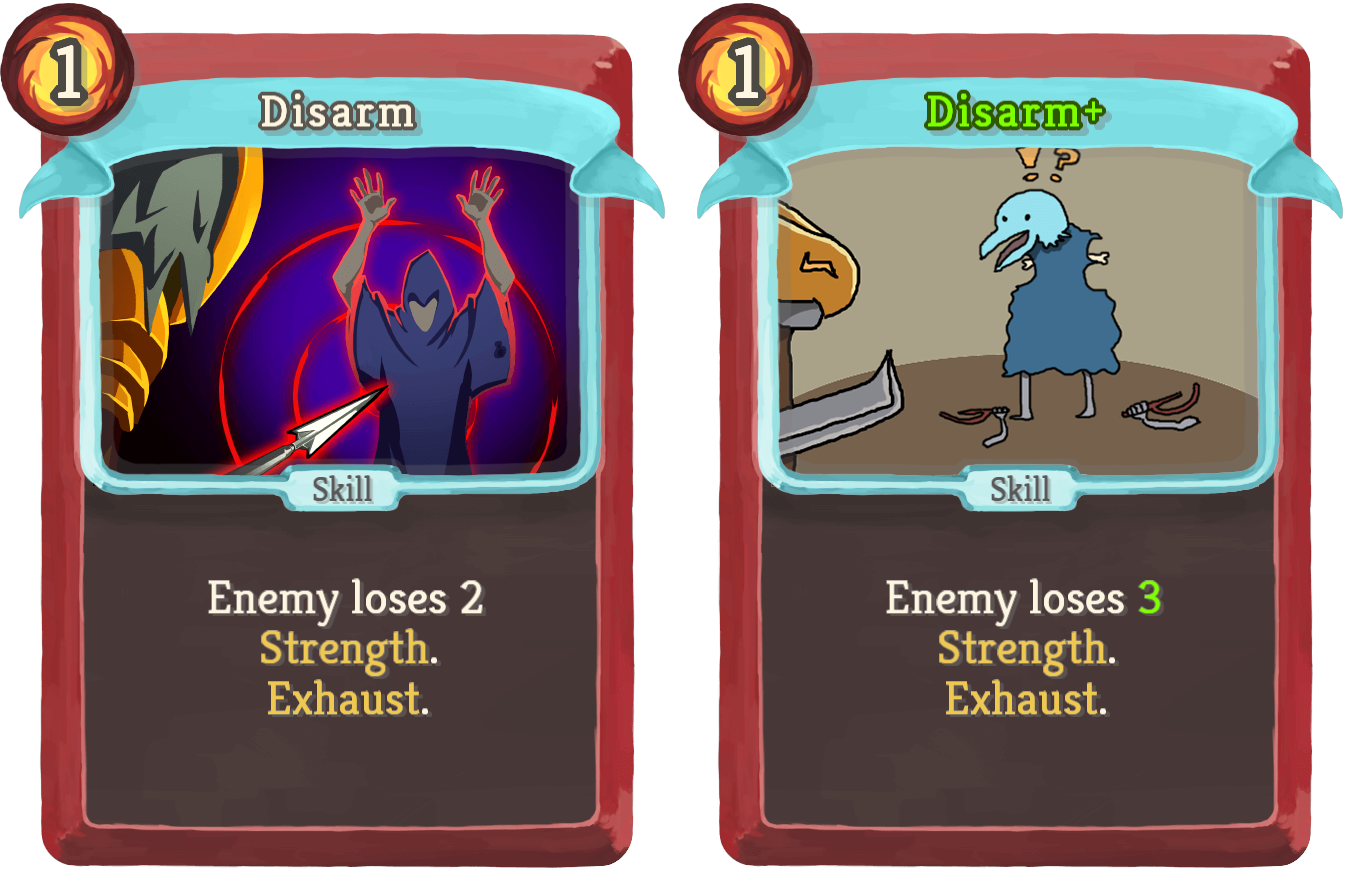 1
Disarm
Skill
Enemy loses 2
Strength.
Exhaust.
1
Disarm+
!?
Skill
Enemy loses 3
Strength.
Exhaust.